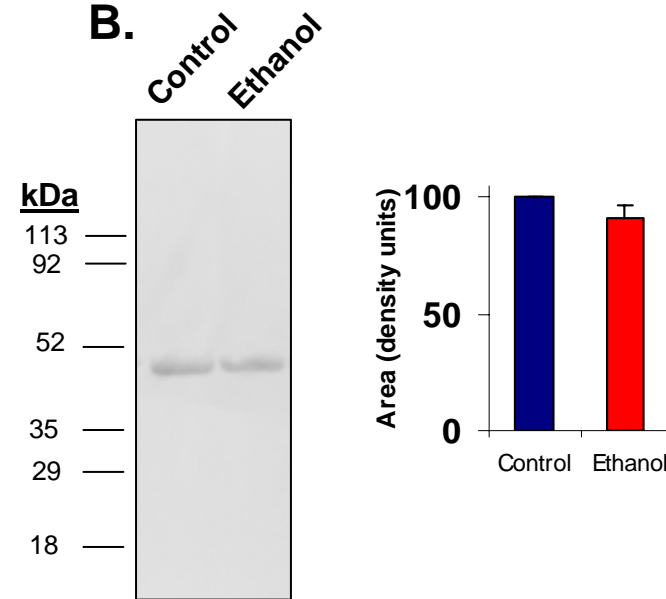 B.
Control Ethanol
kDa
113
92
52
35
29
18
Area (density units)
100
50
0
Control Ethanol